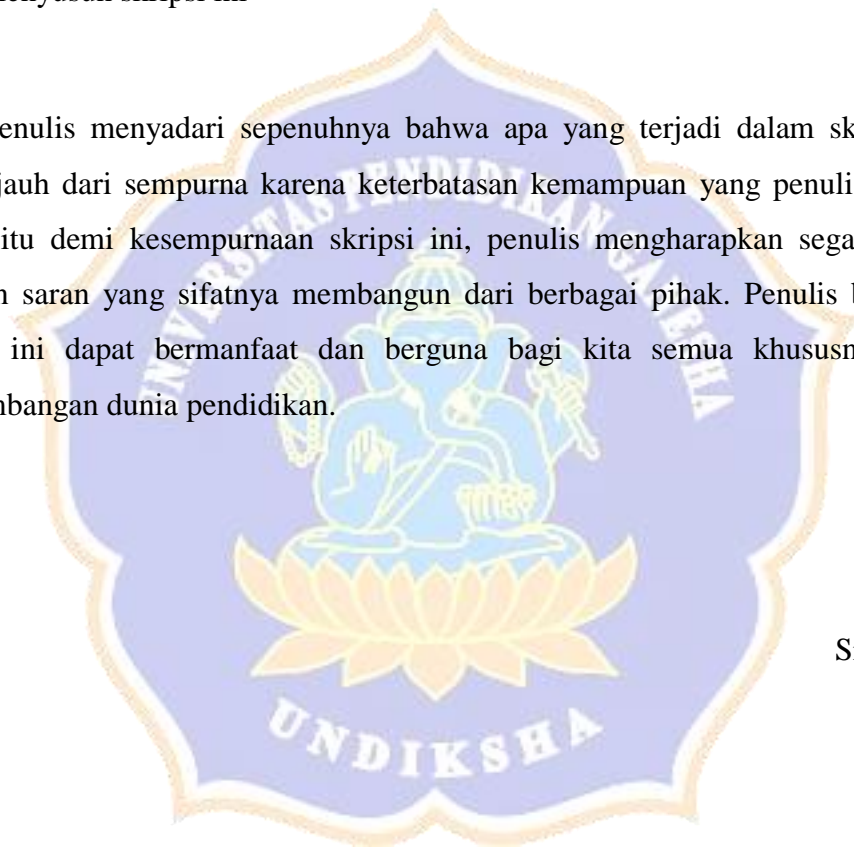 enyusun skripsi ini
enulis menyadari sepenuhnya bahwa apa yang terjadi dalam sk
jauh dari sempurna karena keterbatasan kemampuan yang penuli
itu demi kesempurnaan skripsi ini, penulis mengharapkan sega
n saran yang sifatnya membangun dari berbagai pihak. Penulis b
ini dapat bermanfaat dan berguna bagi kita semua khususn
mbangan dunia pendidikan.
S
UNIVERSITAS PENDIDIKAN GANESHA
UNDIKSHA